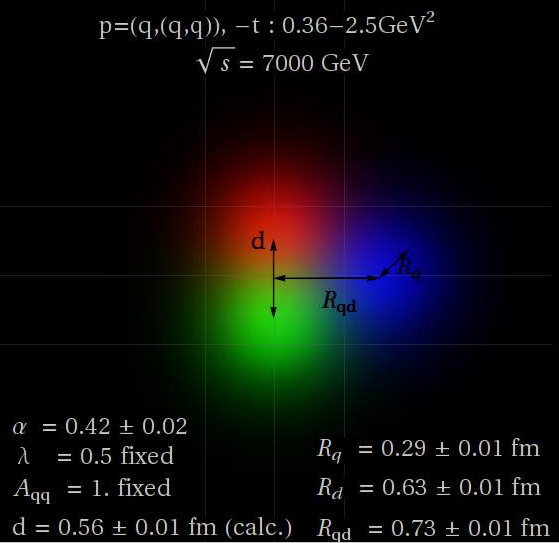 p=(q,(q,q)), −t : 0.36−2.5GeV²
√s = 7000 GeV
d
R_q
R_qd
α = 0.42 ± 0.02
λ = 0.5 fixed
A_qq = 1. fixed
d = 0.56 ± 0.01 fm (calc.)
R_q = 0.29 ± 0.01 fm
R_d = 0.63 ± 0.01 fm
R_qd = 0.73 ± 0.01 fm